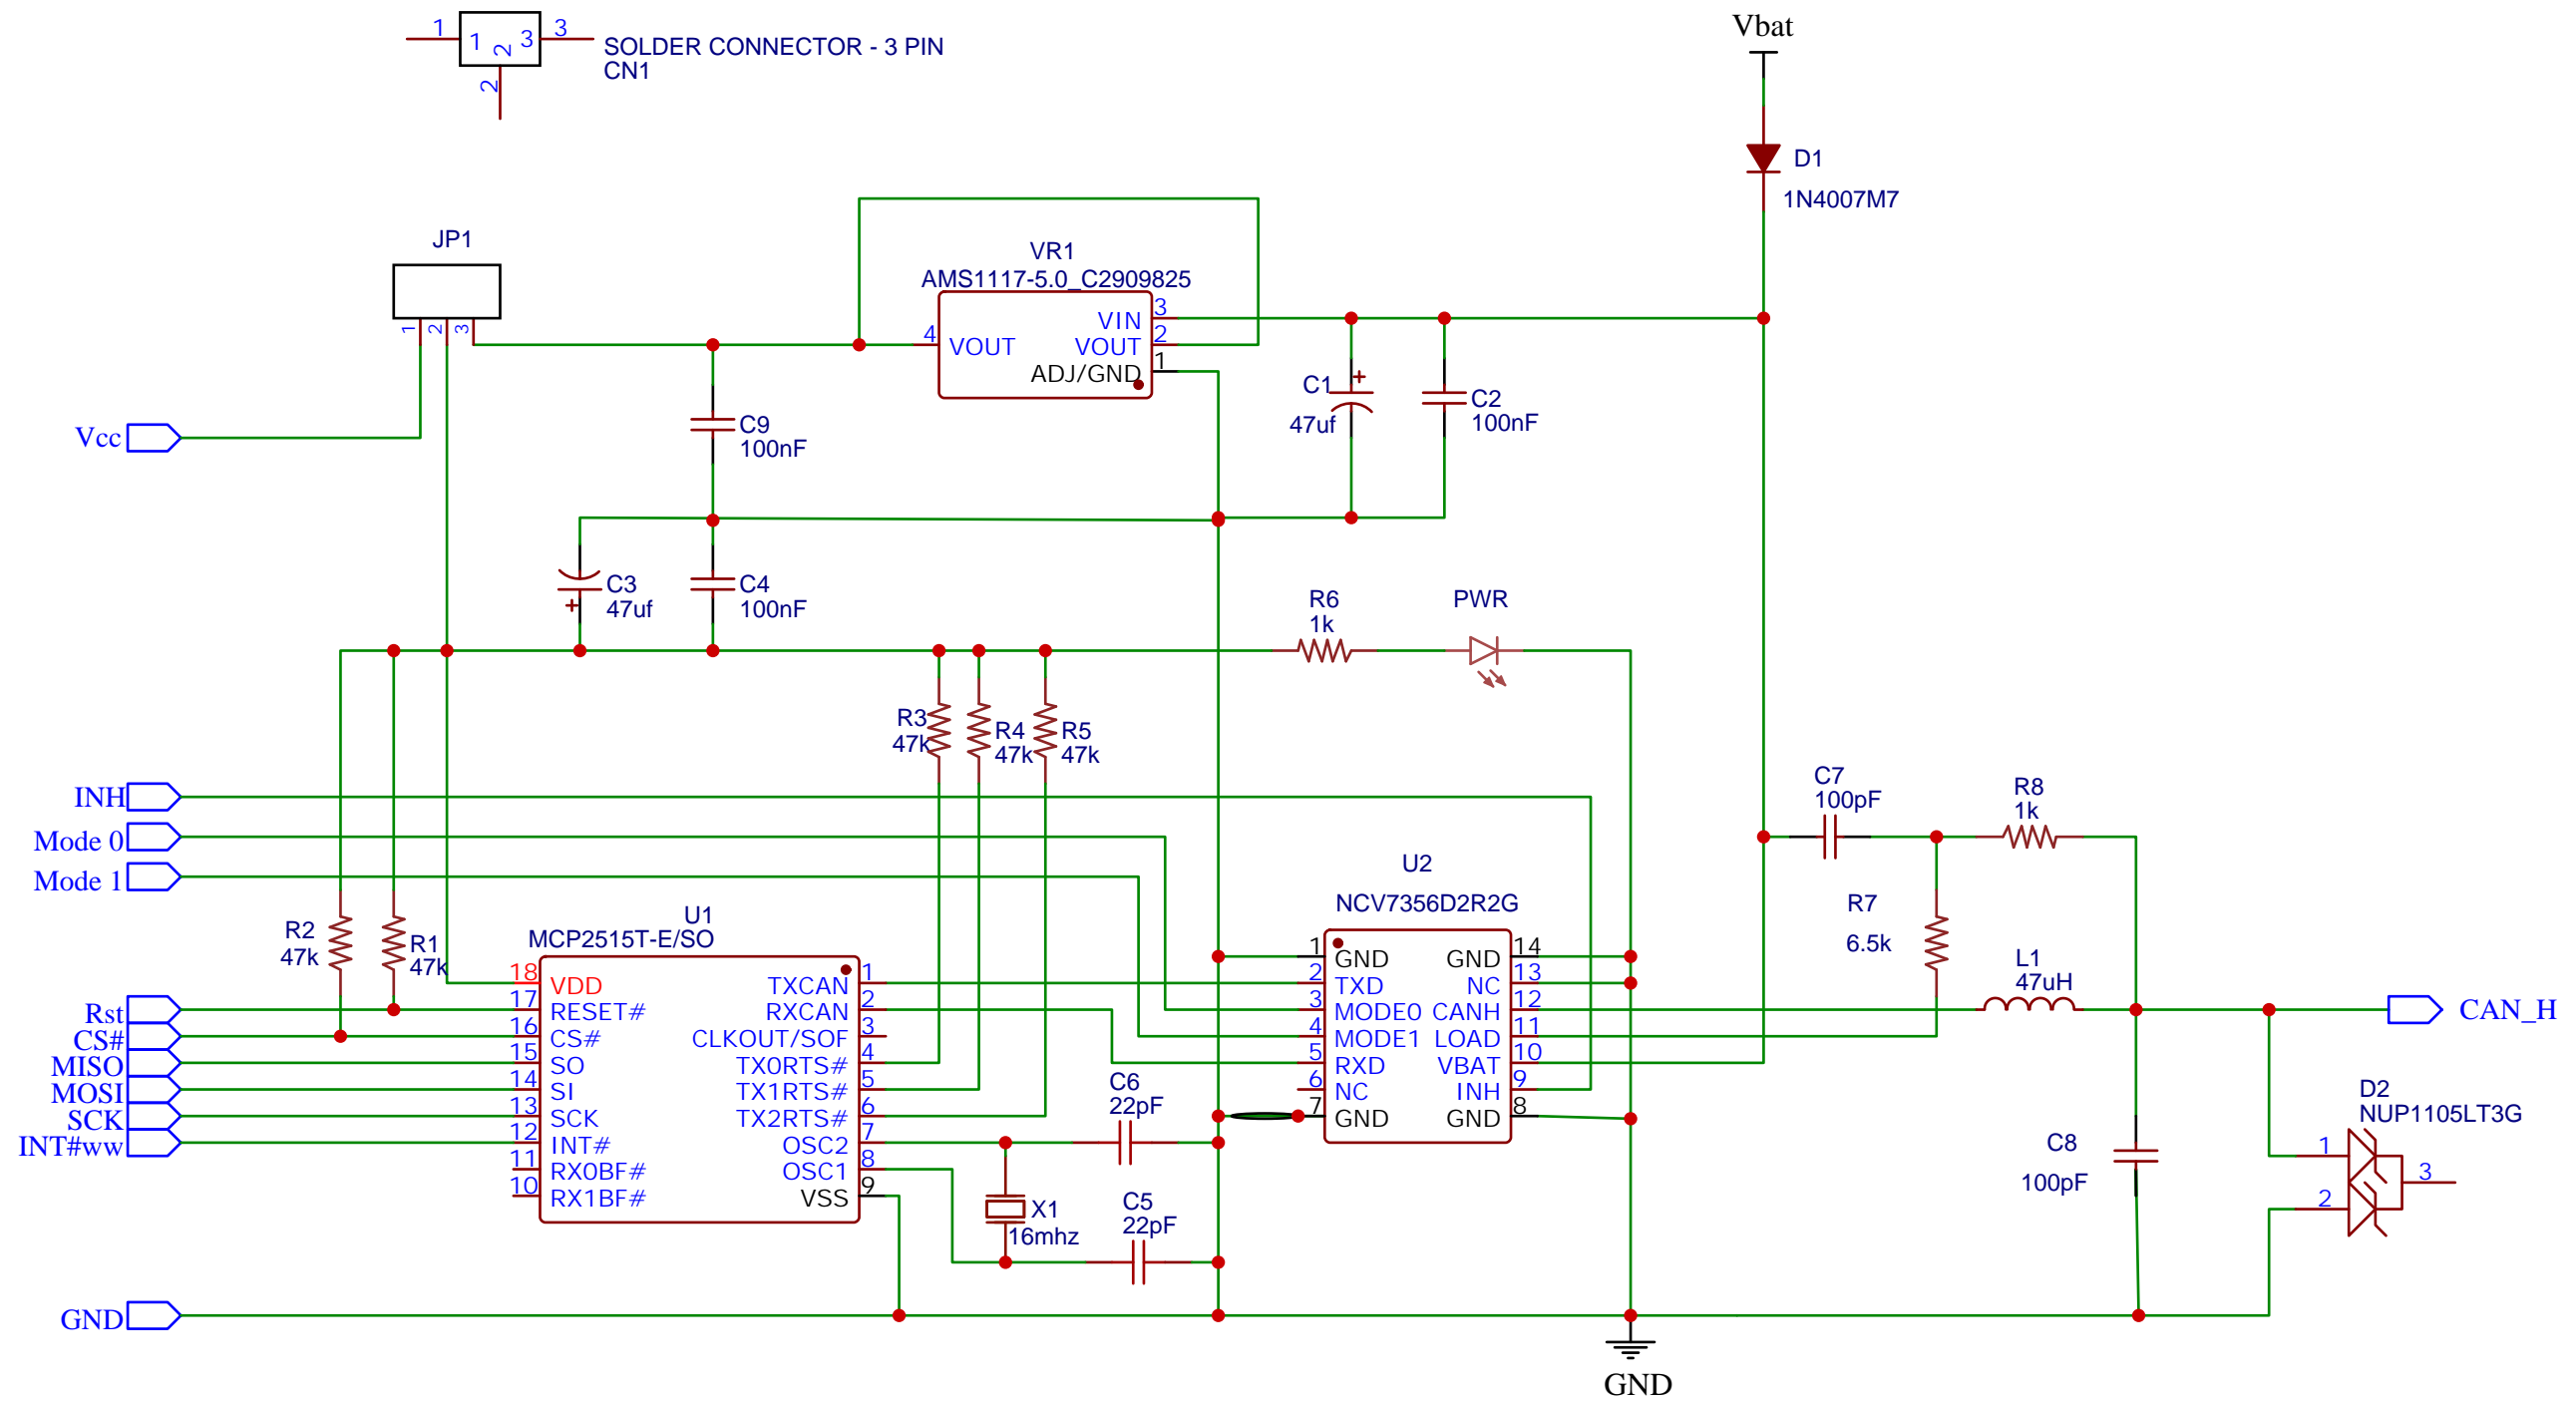 1
1
2
3
3
2
SOLDER CONNECTOR - 3 PIN
CN1
Vbat
D1
1N4007M7
JP1
1
2
3
VR1
AMS1117-5.0_C2909825
4
VOUT
VIN
3
VOUT
2
ADJ/GND
1
C1
+
47uf
C2
100nF
Vcc
C9
100nF
C3
47uf
+
C4
100nF
R6
1k
PWR
R3
47k
R4
47k
R5
47k
INH
Mode 0
Mode 1
C7
100pF
R8
1k
R7
6.5k
L1
47uH
R2
47k
R1
47k
U1
MCP2515T-E/SO
18
VDD
17
RESET#
16
CS#
15
SO
14
SI
13
SCK
12
INT#
11
RX0BF#
10
RX1BF#
TXCAN
1
RXCAN
2
CLKOUT/SOF
3
TX0RTS#
4
TX1RTS#
5
TX2RTS#
6
OSC2
7
OSC1
8
VSS
9
U2
NCV7356D2R2G
1
GND
2
TXD
3
MODE0
4
MODE1
5
RXD
6
NC
7
GND
GND
14
NC
13
CANH
12
LOAD
11
VBAT
10
INH
9
GND
8
Rst
CS#
MISO
MOSI
SCK
INT#ww
GND
C6
22pF
C5
22pF
X1
16mhz
CAN_H
D2
NUP1105LT3G
1
2
3
C8
100pF
GND